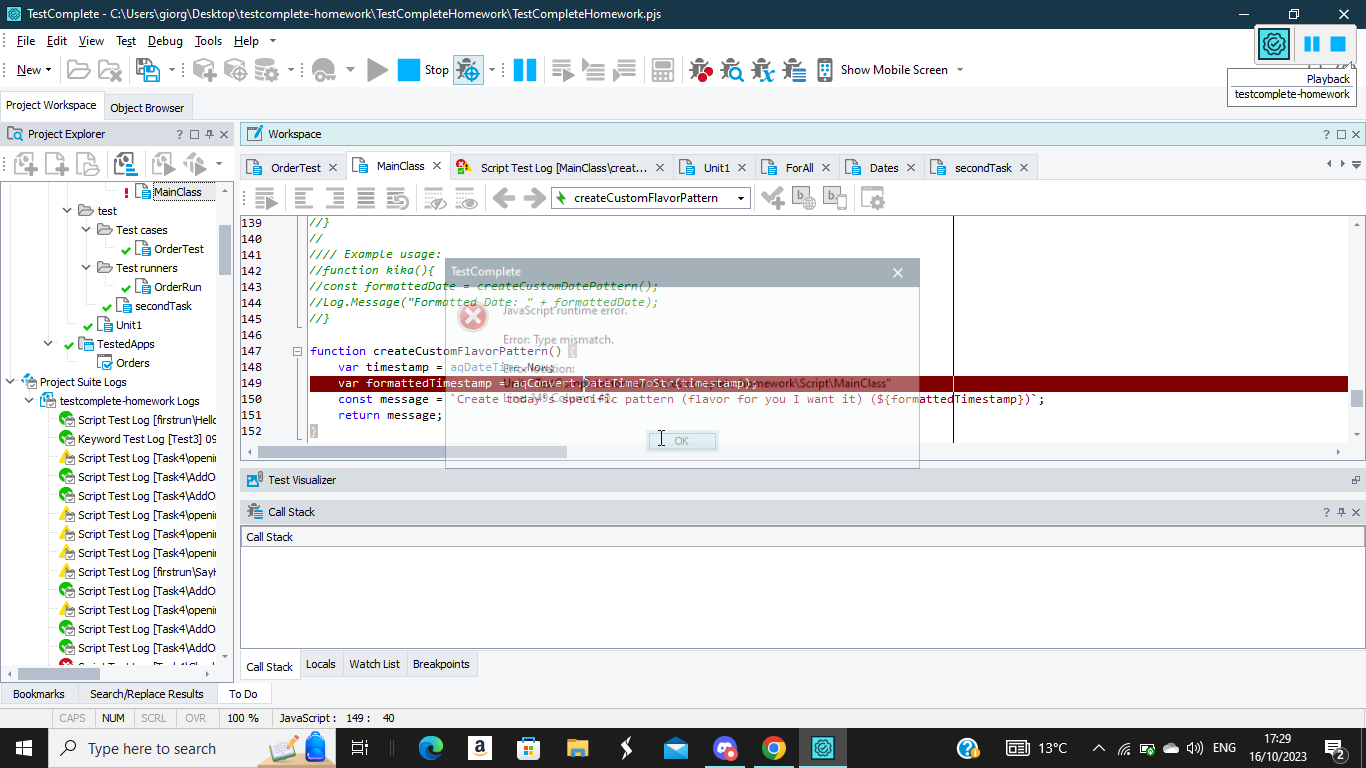 TestComplete - C:\Users\giorg\Desktop\testcomplete-homework\TestCompleteHomework\TestCompleteHomework.pjs
File Edit View Test Debug Tools Help
New Stop Show Mobile Screen
Playback
testcomplete-homework
Project Workspace Object Browser
Project Explorer ?
Workspace ?
OrderTest MainClass Script Test Log [MainClass\creat... Unit1 ForAll Dates secondTask
createCustomFlavorPattern
MainClass
test
Test cases
OrderTest
Test runners
OrderRun
secondTask
Unit1
TestedApps
Orders
Project Suite Logs
testcomplete-homework Logs
Script Test Log [firstrun\Hello
Keyword Test Log [Test3] 09
Script Test Log [Task4\openi
Script Test Log [Task4\AddO
Script Test Log [Task4\AddO
Script Test Log [Task4\openi
Script Test Log [Task4\openi
Script Test Log [Task4\openi
Script Test Log [firstrun\SayH
Script Test Log [Task4\AddO
Script Test Log [Task4\openi
Script Test Log [Task4\AddO
Script Test Log [Task4\AddO
139 //}
140 //
141 //// Example usage:
142 //function kika(){
143 //const formattedDate = createCustomDatePattern();
144 //Log.Message("Formatted Date: " + formattedDate);
145 //}
146
147 function createCustomFlavorPattern() {
148 var timestamp = aqDateTime.Now;
149 var formattedTimestamp = aqConvert.DateTimeToStr(timestamp);
150 const message = `Create today's specific pattern (flavor for you I want it) (${formattedTimestamp})`;
151 return message;
152 }
TestComplete
JavaScript runtime error.
Error: Type mismatch.
Error location:
Line: 149 Column: 40.
OK
Test Visualizer
Call Stack ?
Call Stack
Call Stack Locals Watch List Breakpoints
Bookmarks Search/Replace Results To Do
CAPS NUM SCRL OVR 100 % JavaScript : 149 : 40
Type here to search
13°C ENG
17:29
16/10/2023
2